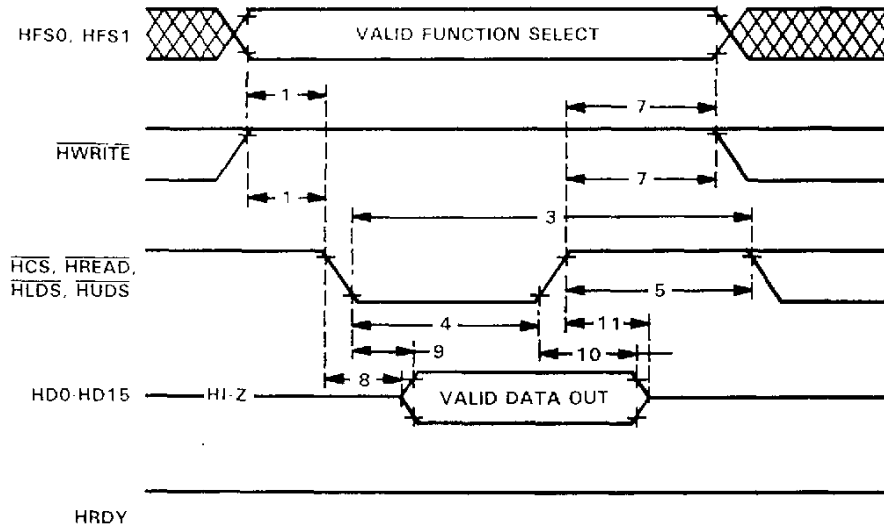 HFS0, HFS1
VALID FUNCTION SELECT
1
7
HWRITE
1
7
3
HCS, HREAD,
HLDS, HUDS
5
4
11
9
10
8
HD0-HD15
HI-Z
VALID DATA OUT
HRDY